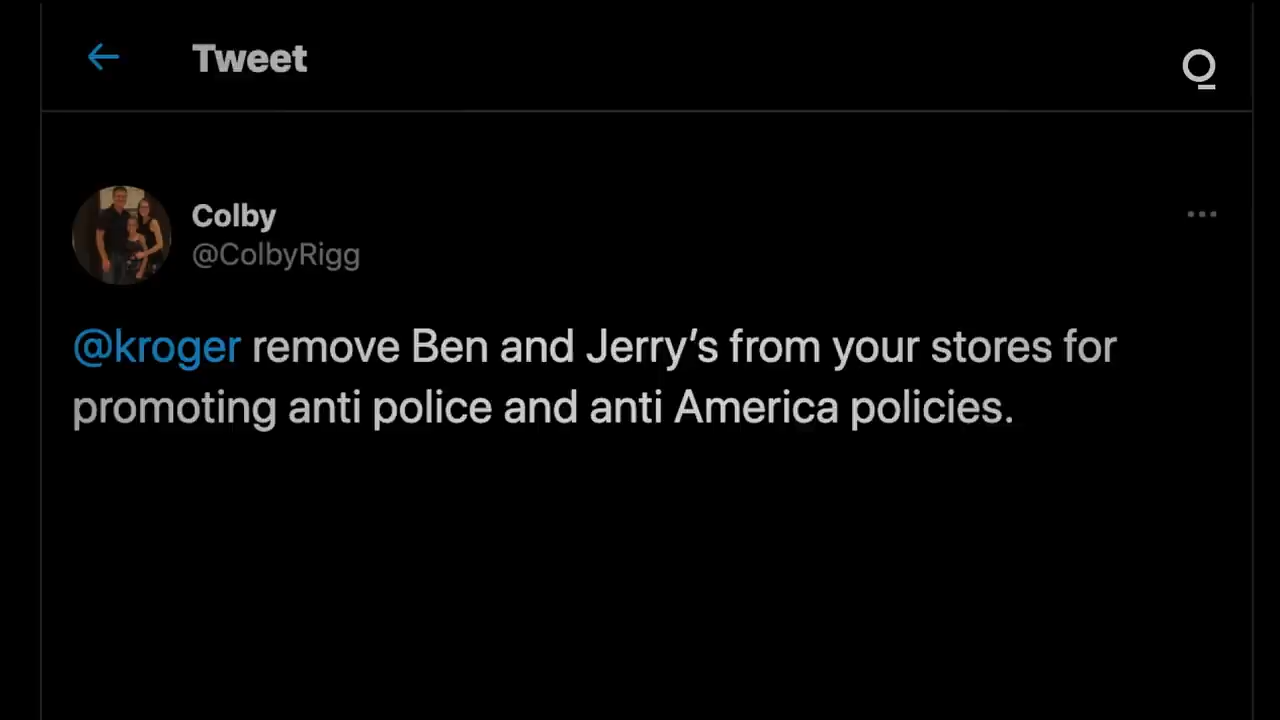 Tweet
Colby
@ColbyRigg
@kroger remove Ben and Jerry’s from your stores for
promoting anti police and anti America policies.